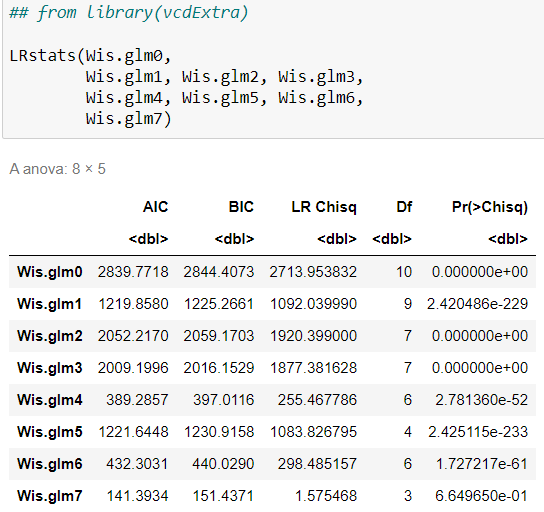 ## from library(vcdExtra)
LRstats(Wis.glm0,
Wis.glm1, Wis.glm2, Wis.glm3,
Wis.glm4, Wis.glm5, Wis.glm6,
Wis.glm7)
A anova: 8 × 5
AIC BIC LR Chisq Df Pr(>Chisq)
<dbl> <dbl> <dbl> <dbl> <dbl>
Wis.glm0 2839.7718 2844.4073 2713.953832 10 0.000000e+00
Wis.glm1 1219.8580 1225.2661 1092.039990 9 2.420486e-229
Wis.glm2 2052.2170 2059.1703 1920.399000 7 0.000000e+00
Wis.glm3 2009.1996 2016.1529 1877.381628 7 0.000000e+00
Wis.glm4 389.2857 397.0116 255.467786 6 2.781360e-52
Wis.glm5 1221.6448 1230.9158 1083.826795 4 2.425115e-233
Wis.glm6 432.3031 440.0290 298.485157 6 1.727217e-61
Wis.glm7 141.3934 151.4371 1.575468 3 6.649650e-01